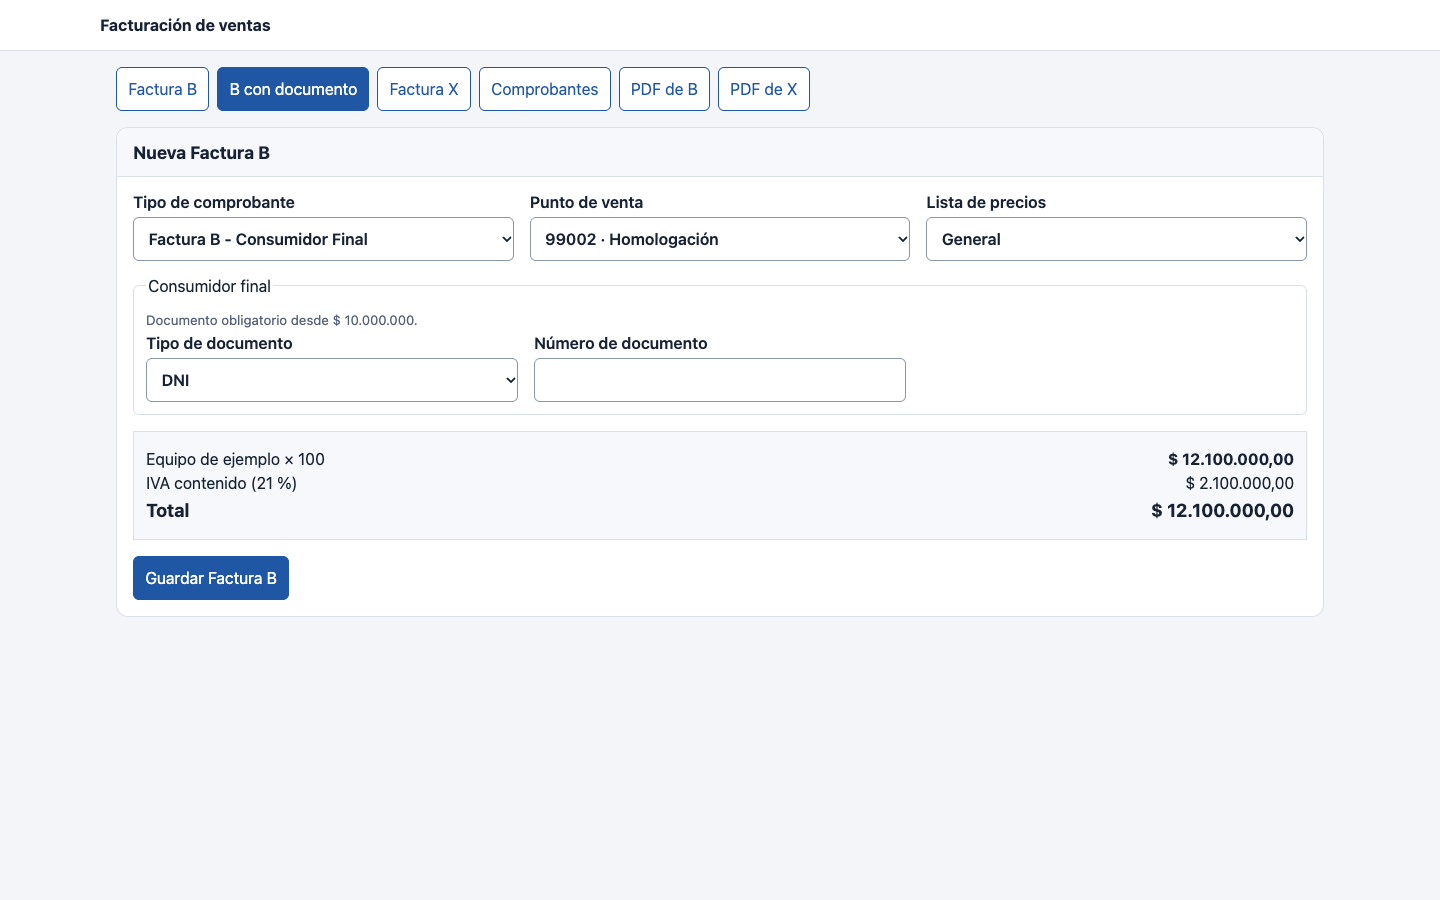 Facturación de ventas
Factura B
B con documento
Factura X
Comprobantes
PDF de B
PDF de X
Nueva Factura B
Tipo de comprobante
Punto de venta
Lista de precios
Factura B - Consumidor Final
99002 · Homologación
General
Consumidor final
Documento obligatorio desde $ 10.000.000.
Tipo de documento
Número de documento
DNI
Equipo de ejemplo × 100 $ 12.100.000,00
IVA contenido (21 %) $ 2.100.000,00
Total $ 12.100.000,00
Guardar Factura B